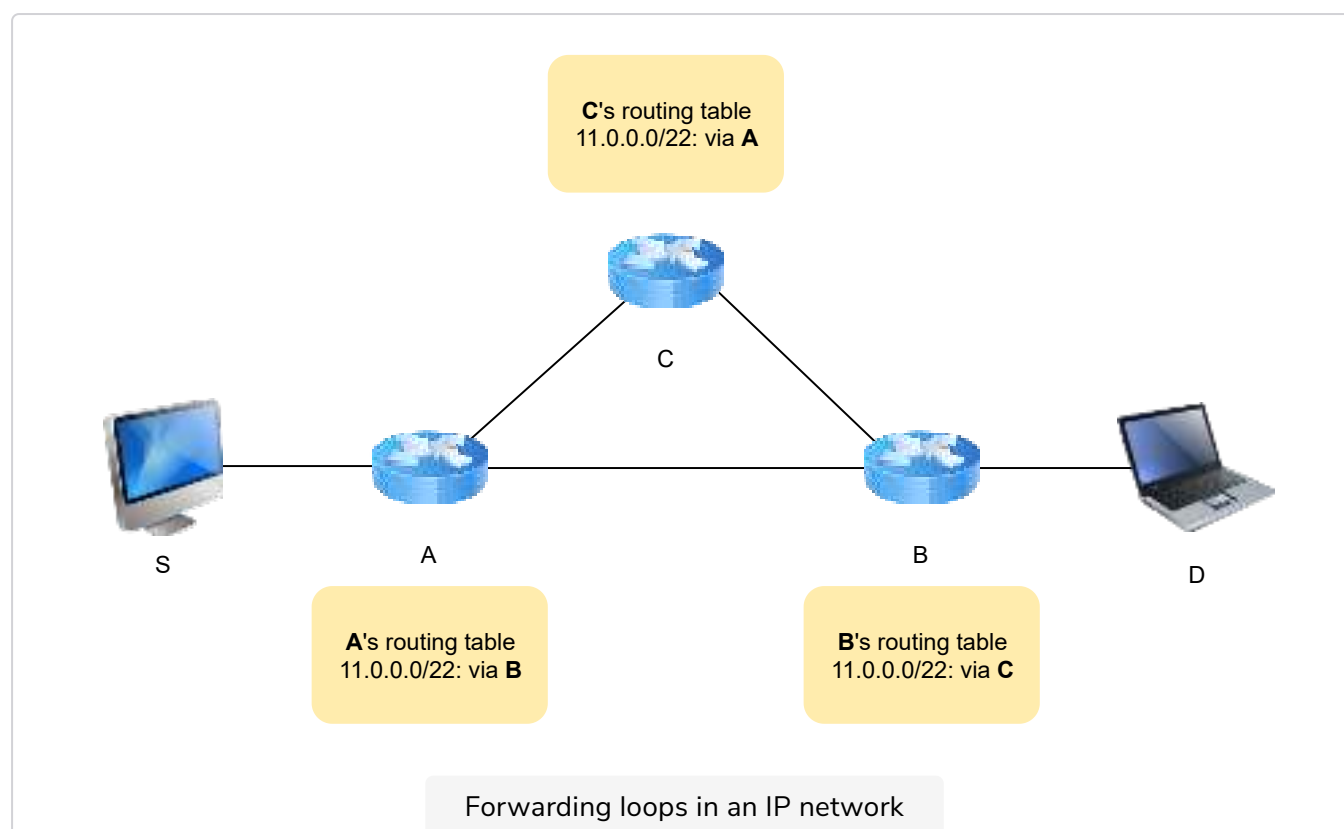 C's routing table
11.0.0.0/22: via A
C
S
A
B
D
A's routing table
11.0.0.0/22: via B
B's routing table
11.0.0.0/22: via C
Forwarding loops in an IP network